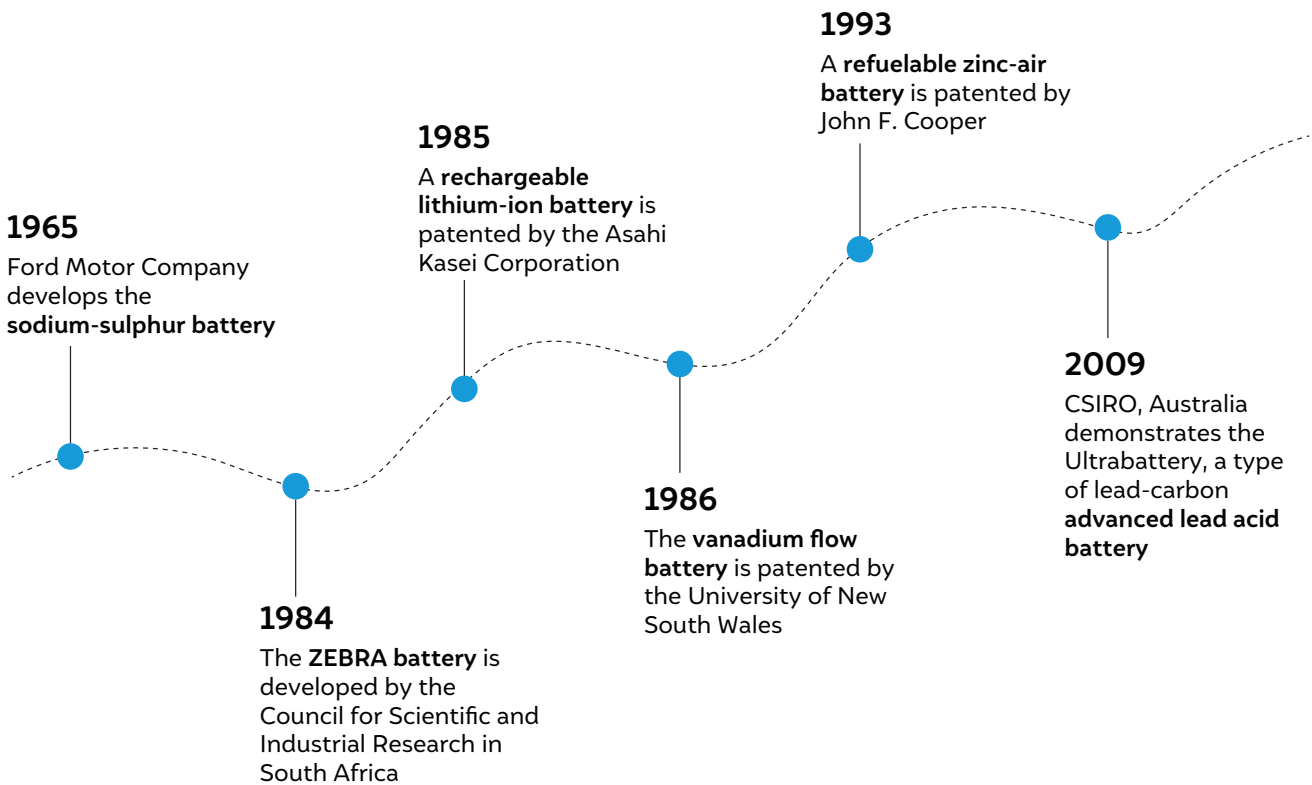 1965
Ford Motor Company
develops the
sodium-sulphur battery
1984
The ZEBRA battery is
developed by the
Council for Scientific and
Industrial Research in
South Africa
1985
A rechargeable
lithium-ion battery is
patented by the Asahi
Kasei Corporation
1986
The vanadium flow
battery is patented by
the University of New
South Wales
1993
A refuelable zinc-air
battery is patented by
John F. Cooper
2009
CSIRO, Australia
demonstrates the
Ultrabattery, a type
of lead-carbon
advanced lead acid
battery